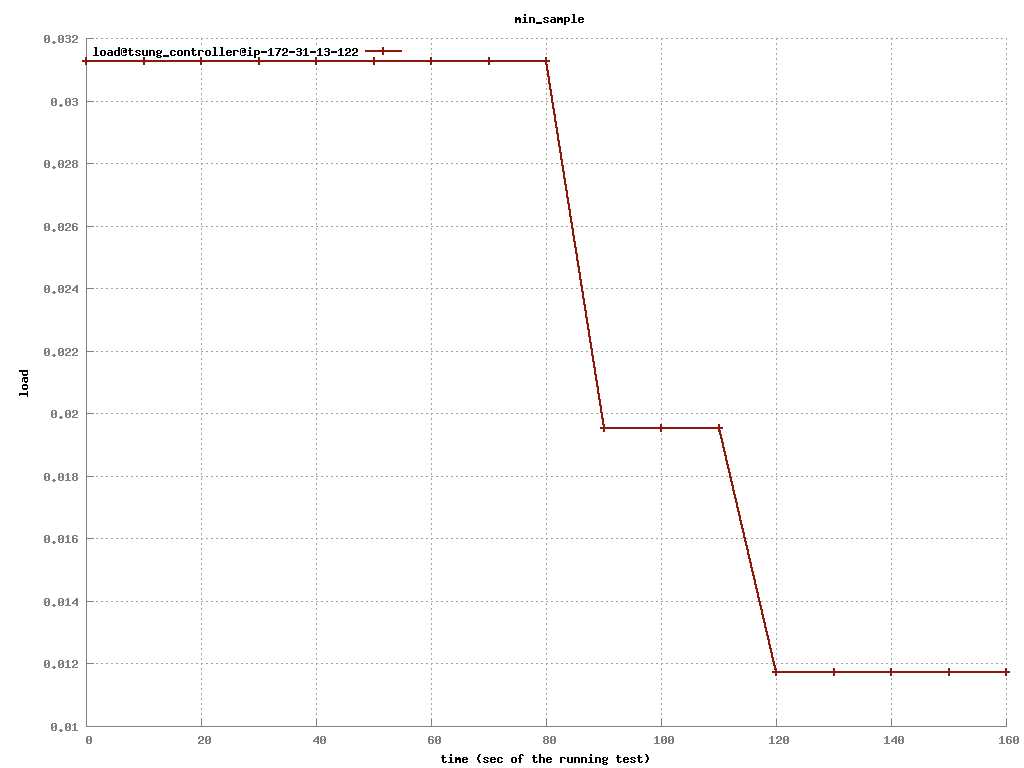 min_sample
load@tsung_controller@ip-172-31-13-122
0.032
0.03
0.028
0.026
0.024
0.022
0.02
0.018
0.016
0.014
0.012
0.01
load
0 20 40 60 80 100 120 140 160
time (sec of the running test)